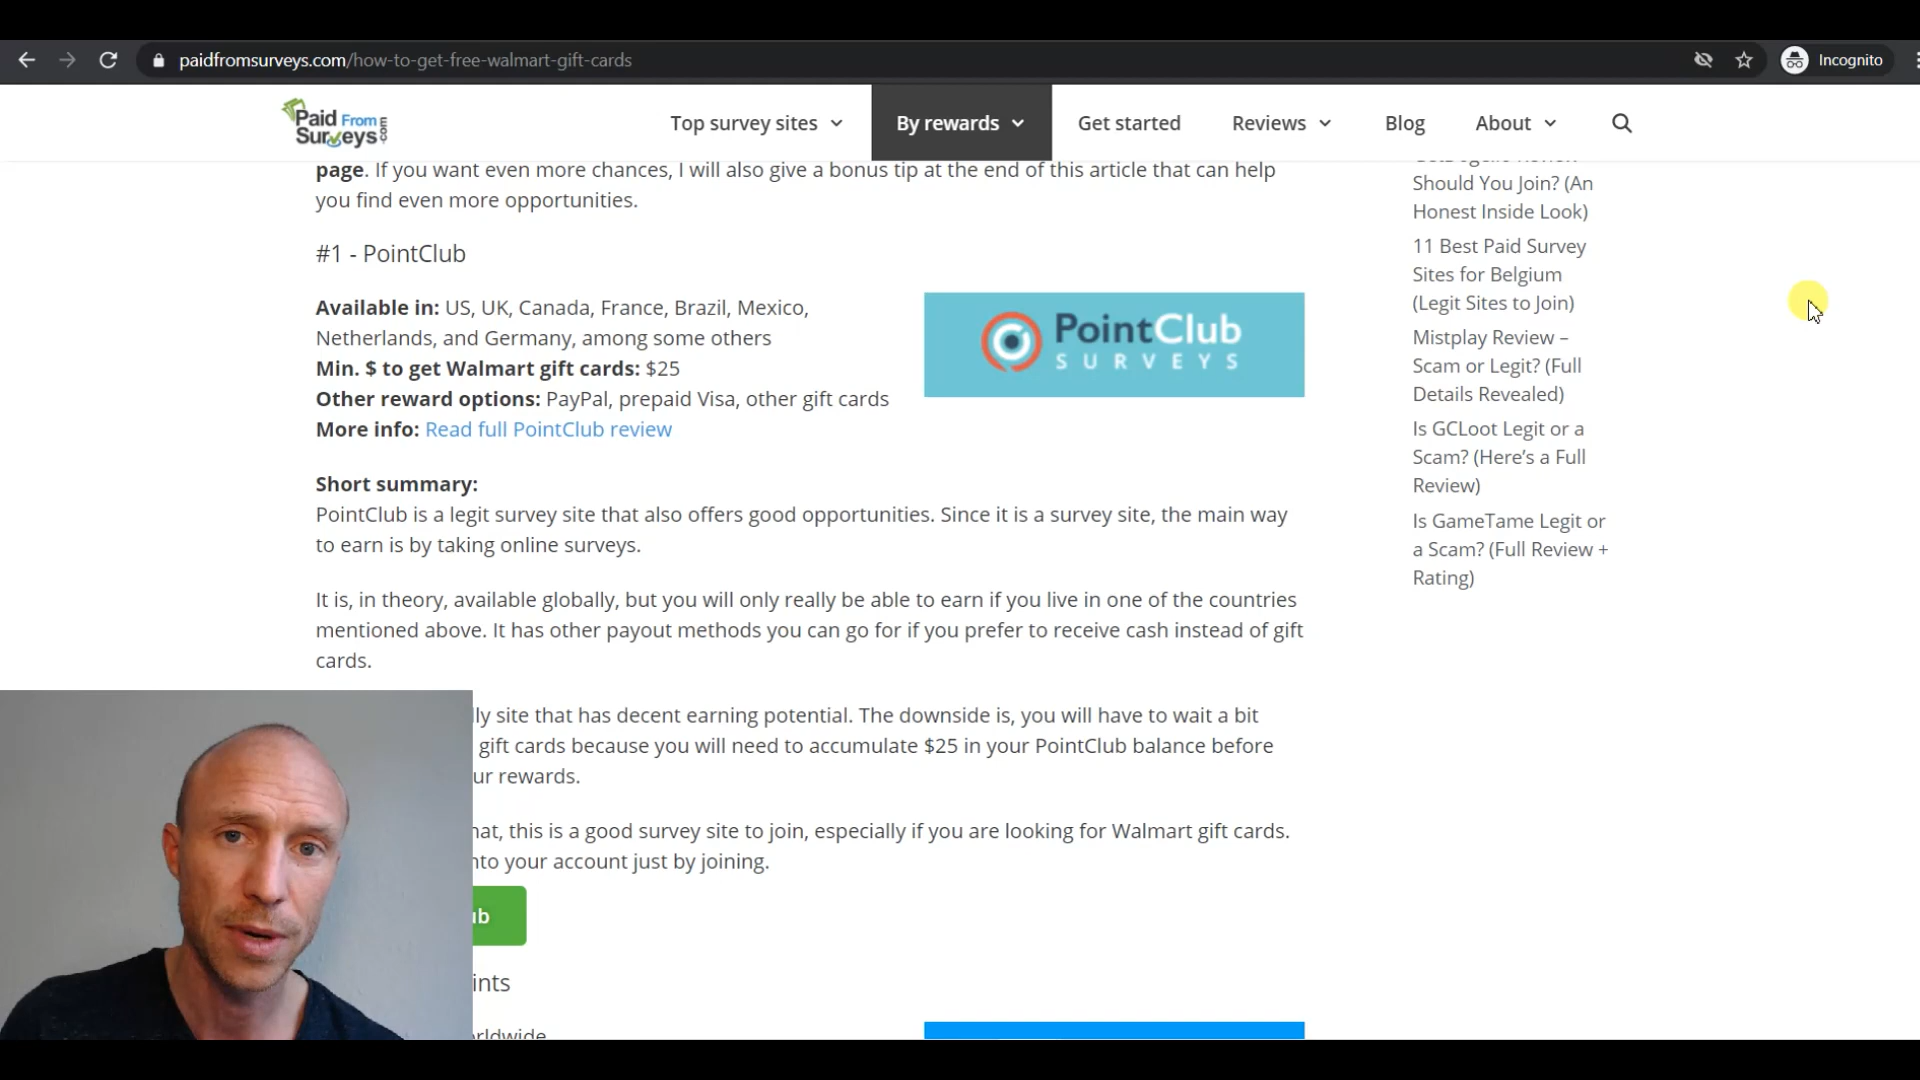 paidfromsurveys.com/how-to-get-free-walmart-gift-cards
Incognito
Paid From
Surveys
.com
Top survey sites
By rewards
Get started
Reviews
Blog
About
page. If you want even more chances, I will also give a bonus tip at the end of this article that can help
you find even more opportunities.
#1 - PointClub
Available in: US, UK, Canada, France, Brazil, Mexico,
Netherlands, and Germany, among some others
Min. $ to get Walmart gift cards: $25
Other reward options: PayPal, prepaid Visa, other gift cards
More info: Read full PointClub review
PointClub
SURVEYS
Short summary:
PointClub is a legit survey site that also offers good opportunities. Since it is a survey site, the main way
to earn is by taking online surveys.
It is, in theory, available globally, but you will only really be able to earn if you live in one of the countries
mentioned above. It has other payout methods you can go for if you prefer to receive cash instead of gift
cards.
lly site that has decent earning potential. The downside is, you will have to wait a bit
gift cards because you will need to accumulate $25 in your PointClub balance before
ur rewards.
hat, this is a good survey site to join, especially if you are looking for Walmart gift cards.
nto your account just by joining.
ub
ints
orldwide
Should You Join? (An
Honest Inside Look)
11 Best Paid Survey
Sites for Belgium
(Legit Sites to Join)
Mistplay Review –
Scam or Legit? (Full
Details Revealed)
Is GCLoot Legit or a
Scam? (Here's a Full
Review)
Is GameTame Legit or
a Scam? (Full Review +
Rating)